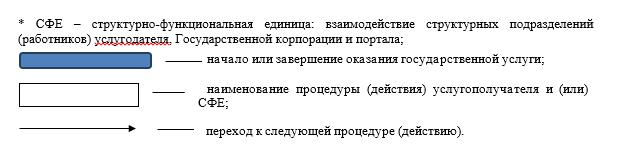 * СФЕ – структурно-функциональная единица: взаимодействие структурных подразделений
(работников) услугодателя, Государственной корпорации и портала;
начало или завершение оказания государственной услуги;
наименование процедуры (действия) услугополучателя и (или)
СФЕ;
переход к следующей процедуре (действию).